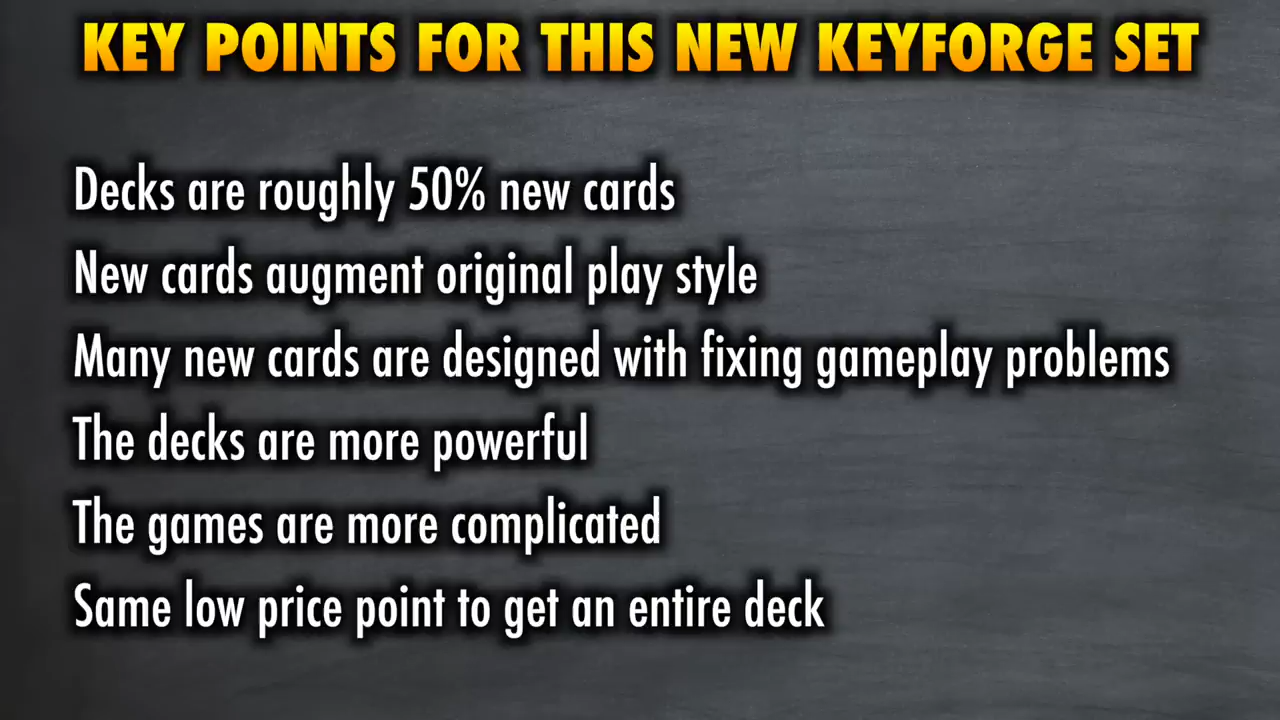 KEY POINTS FOR THIS NEW KEYFORGE SET
Decks are roughly 50% new cards
New cards augment original play style
Many new cards are designed with fixing gameplay problems
The decks are more powerful
The games are more complicated
Same low price point to get an entire deck